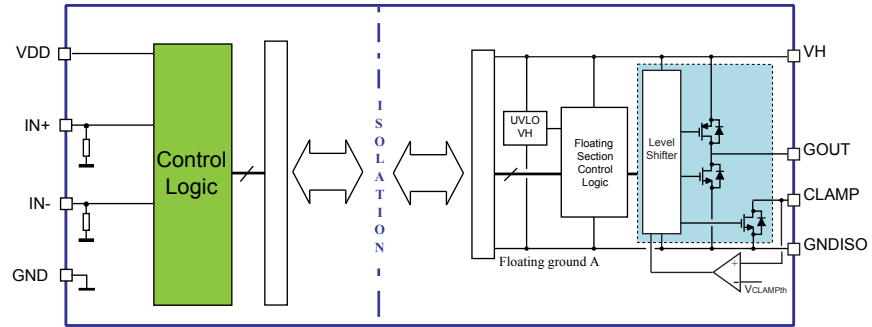 VDD
IN+
IN-
GND
Control
Logic
ISOLATION
UVLO
VH
Floating
Section
Control
Logic
Level
Shifter
Floating ground A
+
−
VCLAMPth
VH
GOUT
CLAMP
GNDISO